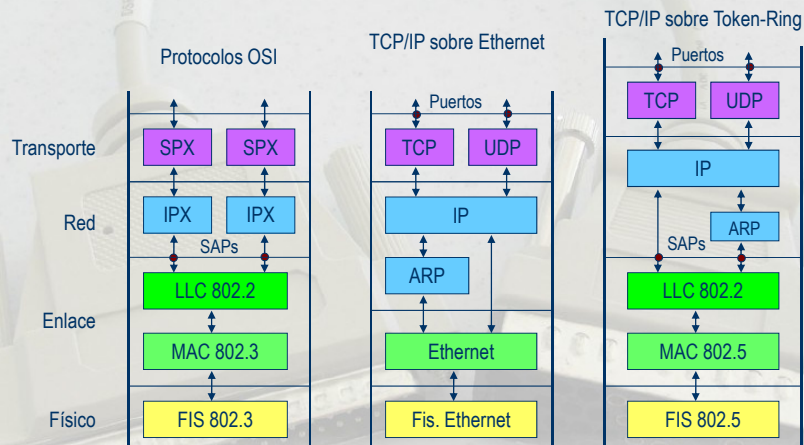 TCP/IP sobre Token-Ring
TCP/IP sobre Ethernet
Protocolos OSI
Puertos
TCP
UDP
Puertos
Transporte
SPX
SPX
TCP
UDP
IP
Red
IPX
IPX
IP
ARP
SAPs
SAPs
ARP
LLC 802.2
LLC 802.2
Enlace
MAC 802.3
Ethernet
MAC 802.5
Físico
FIS 802.3
Fis. Ethernet
FIS 802.5